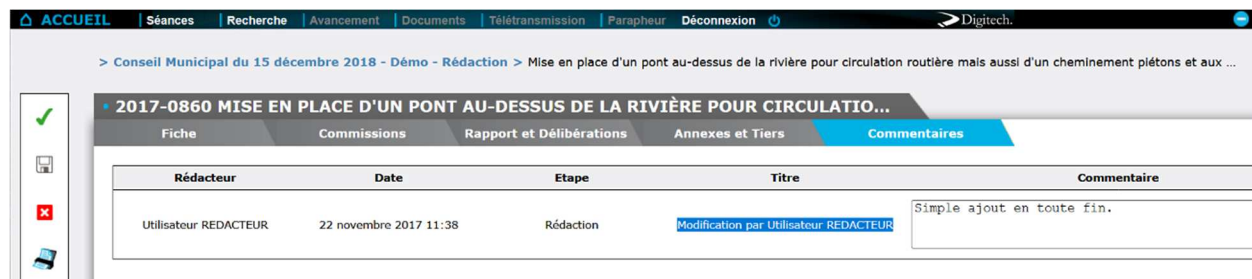 ACCUEIL Séances Recherche Avancement Documents Télétransmission Parapheur Déconnexion Digitech.
> Conseil Municipal du 15 décembre 2018 - Démo - Rédaction > Mise en place d'un pont au-dessus de la rivière pour circulation routière mais aussi d'un cheminement piétons et aux ...
2017-0860 MISE EN PLACE D'UN PONT AU-DESSUS DE LA RIVIÈRE POUR CIRCULATIO...
Fiche Commissions Rapport et Délibérations Annexes et Tiers Commentaires
Rédacteur Date Etape Titre Commentaire
Simple ajout en toute fin.
Utilisateur REDACTEUR 22 novembre 2017 11:38 Rédaction Modification par Utilisateur REDACTEUR